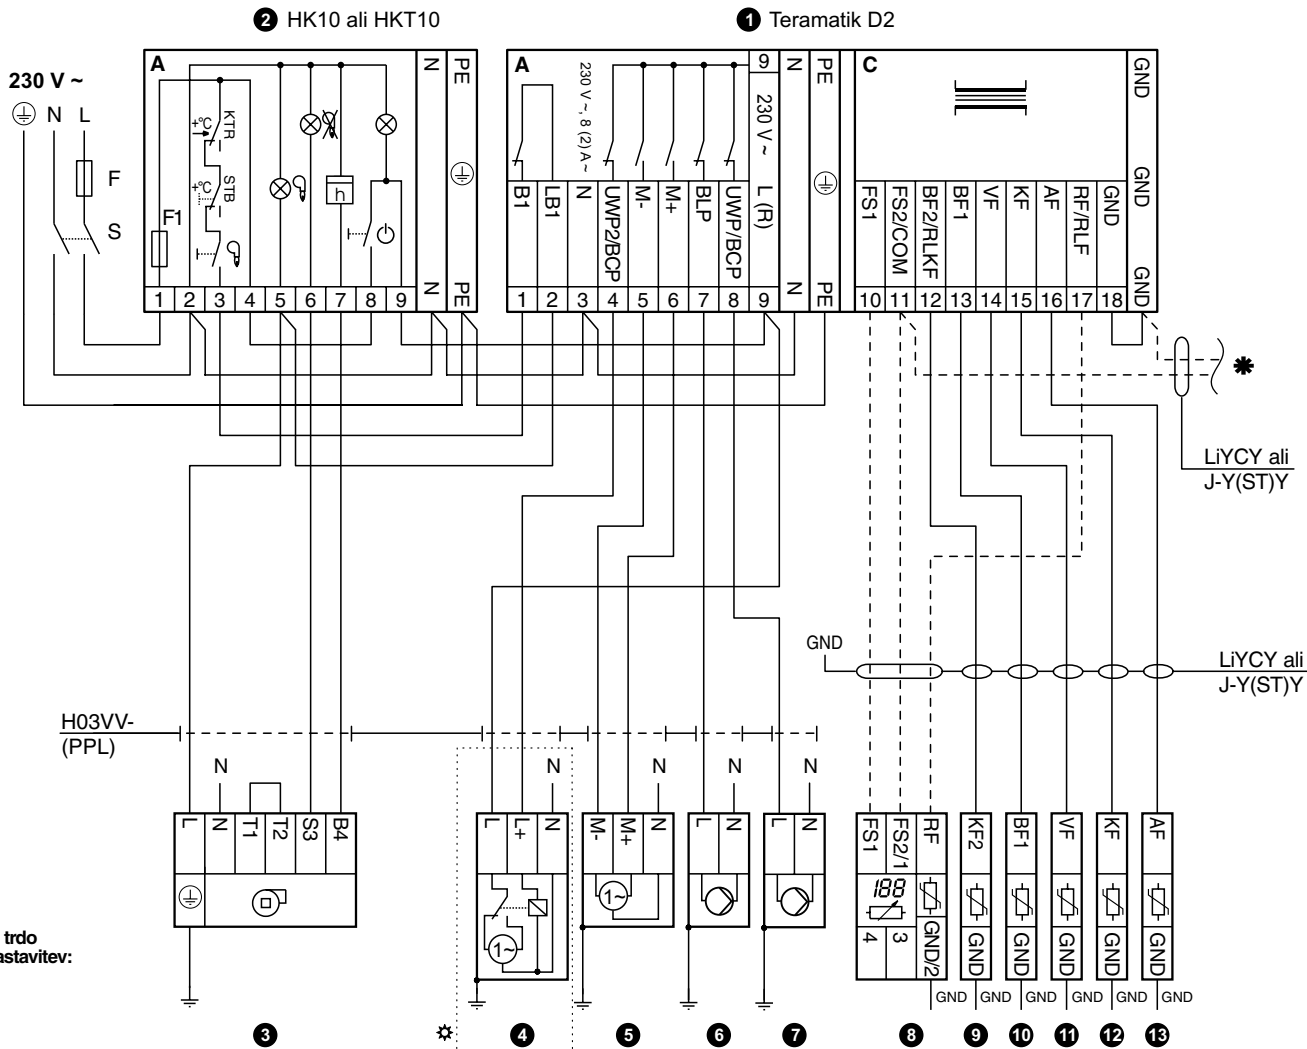 2 HK10 ali HKT10
1 Teramatik D2
230 V ~
N L
F
S
A
N
PE
KTR
+°C
STB
+°C
F1
h
1 2 3 4 5 6 7 8 9 N PE
A
230 V ~, 8 (2) A ~
9
230 V ~
N
PE
B1
LB1
N
UWP2/BCP
M-
M+
BLP
UWP/BCP
L (R)
1 2 3 4 5 6 7 8 9 N PE
C
GND
GND
FS1
FS2/COM
BF2/RLKF
BF1
VF
KF
AF
RF/RLF
GND
10 11 12 13 14 15 16 17 18 GND
LiYCY ali
J-Y(ST)Y
GND
LiYCY ali
J-Y(ST)Y
H03VV-
(PPL)
N
N
N
N
N
L N T1 T2 S3 B4
L L+ N
1~
M- M+ N
1~
L N
L N
FS1 FS2/1 RF
188
4 3 GND/2
KF2
GND
BF1
GND
VF
GND
KF
GND
AF
GND
GND GND GND GND GND GND
trdo
astavitev:
3 4 5 6 7 8 9 10 11 12 13